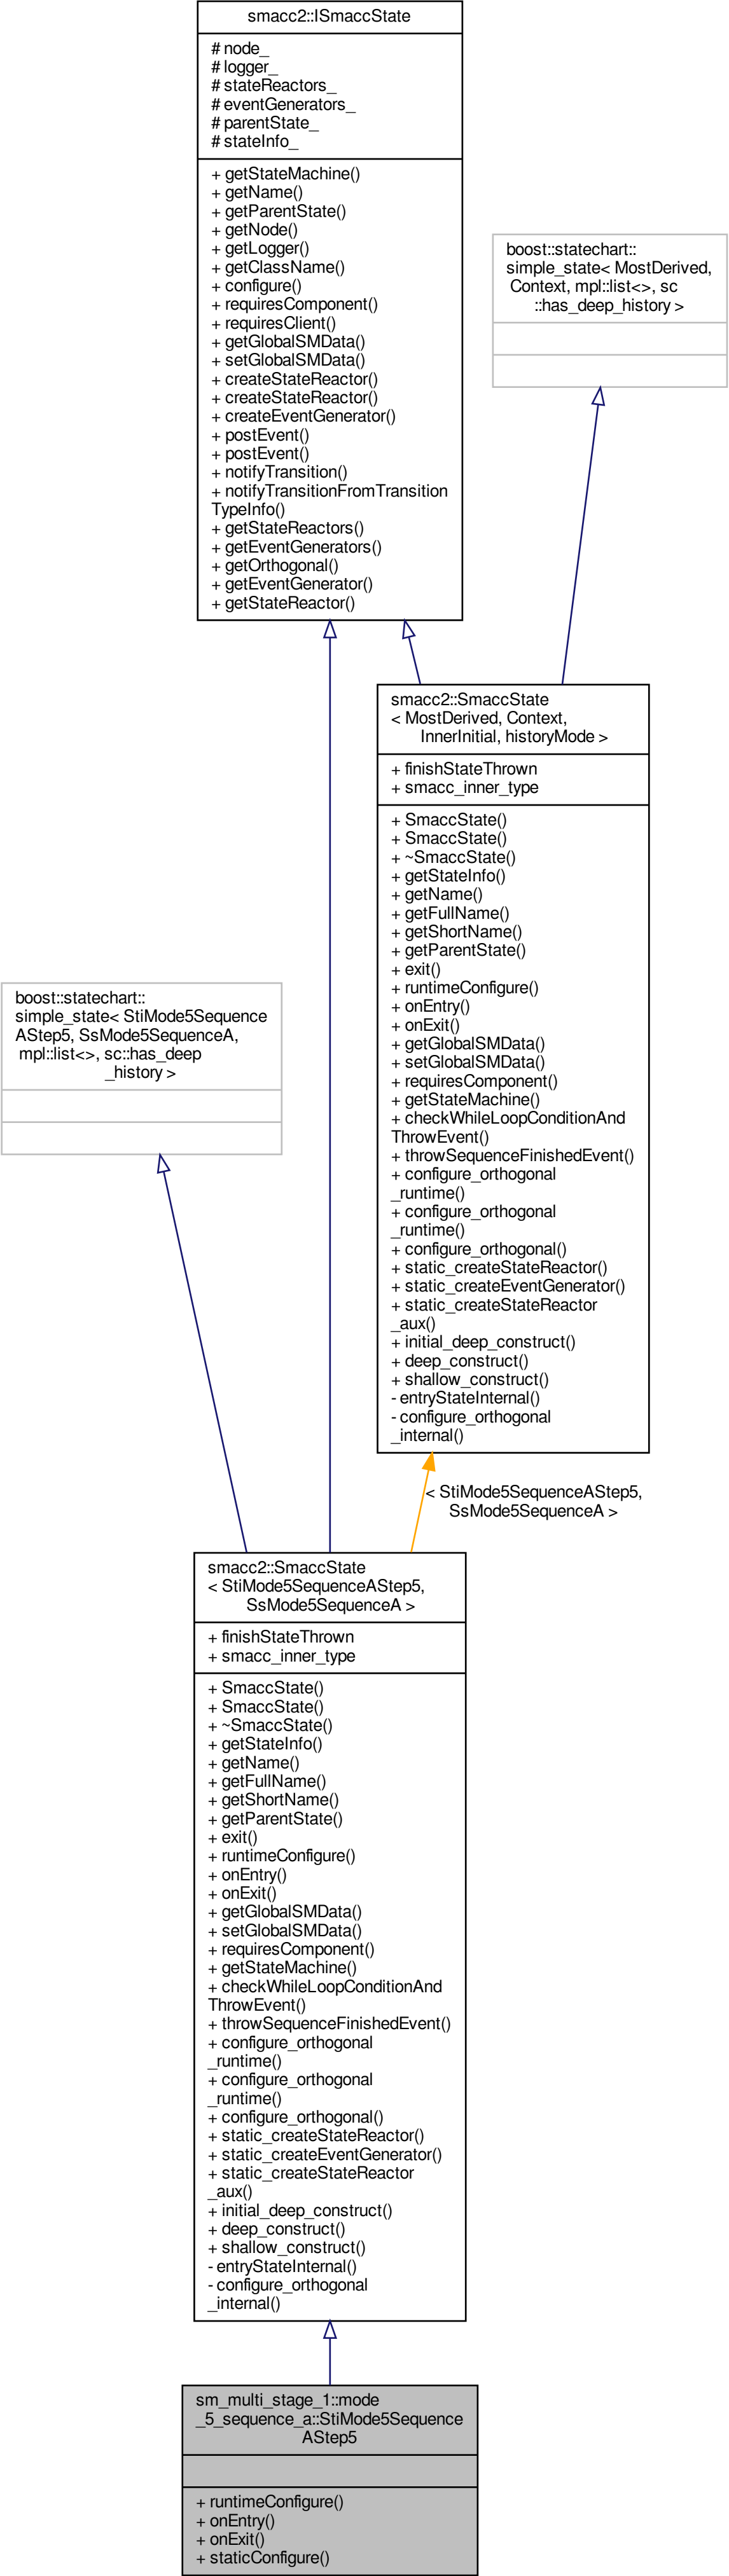 smacc2::ISmaccState
# node_
# logger_
# stateReactors_
# eventGenerators_
# parentState_
# stateInfo_
+ getStateMachine()
+ getName()
+ getParentState()
+ getNode()
+ getLogger()
+ getClassName()
+ configure()
+ requiresComponent()
+ requiresClient()
+ getGlobalSMData()
+ setGlobalSMData()
+ createStateReactor()
+ createStateReactor()
+ createEventGenerator()
+ postEvent()
+ postEvent()
+ notifyTransition()
+ notifyTransitionFromTransition
TypeInfo()
+ getStateReactors()
+ getEventGenerators()
+ getOrthogonal()
+ getEventGenerator()
+ getStateReactor()
boost::statechart::
simple_state< MostDerived,
Context, mpl::list<>, sc
::has_deep_history >
smacc2::SmaccState
< MostDerived, Context,
InnerInitial, historyMode >
+ finishStateThrown
+ smacc_inner_type
+ SmaccState()
+ SmaccState()
+ ~SmaccState()
+ getStateInfo()
+ getName()
+ getFullName()
+ getShortName()
+ getParentState()
+ exit()
+ runtimeConfigure()
+ onEntry()
+ onExit()
+ getGlobalSMData()
+ setGlobalSMData()
+ requiresComponent()
+ getStateMachine()
+ checkWhileLoopConditionAnd
ThrowEvent()
+ throwSequenceFinishedEvent()
+ configure_orthogonal
_runtime()
+ configure_orthogonal
_runtime()
+ configure_orthogonal()
+ static_createStateReactor()
+ static_createEventGenerator()
+ static_createStateReactor
_aux()
+ initial_deep_construct()
+ deep_construct()
+ shallow_construct()
- entryStateInternal()
- configure_orthogonal
_internal()
boost::statechart::
simple_state< StiMode5Sequence
AStep5, SsMode5SequenceA,
mpl::list<>, sc::has_deep
_history >
< StiMode5SequenceAStep5,
SsMode5SequenceA >
smacc2::SmaccState
< StiMode5SequenceAStep5,
SsMode5SequenceA >
+ finishStateThrown
+ smacc_inner_type
+ SmaccState()
+ SmaccState()
+ ~SmaccState()
+ getStateInfo()
+ getName()
+ getFullName()
+ getShortName()
+ getParentState()
+ exit()
+ runtimeConfigure()
+ onEntry()
+ onExit()
+ getGlobalSMData()
+ setGlobalSMData()
+ requiresComponent()
+ getStateMachine()
+ checkWhileLoopConditionAnd
ThrowEvent()
+ throwSequenceFinishedEvent()
+ configure_orthogonal
_runtime()
+ configure_orthogonal
_runtime()
+ configure_orthogonal()
+ static_createStateReactor()
+ static_createEventGenerator()
+ static_createStateReactor
_aux()
+ initial_deep_construct()
+ deep_construct()
+ shallow_construct()
- entryStateInternal()
- configure_orthogonal
_internal()
sm_multi_stage_1::mode
_5_sequence_a::StiMode5Sequence
AStep5
+ runtimeConfigure()
+ onEntry()
+ onExit()
+ staticConfigure()